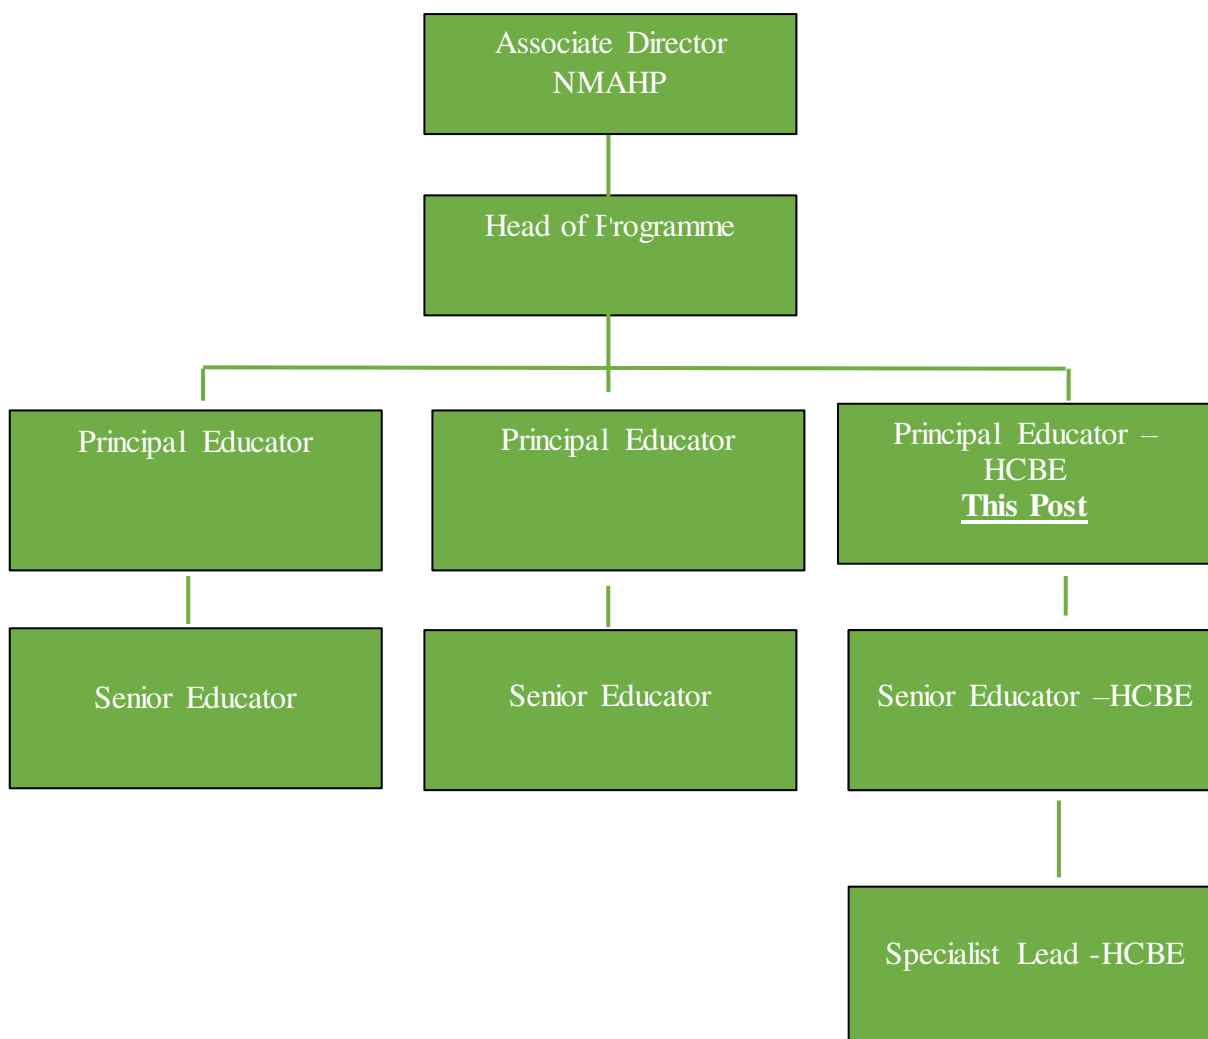 Associate Director
NMAHP
Head of Programme
Principal Educator
Principal Educator
Principal Educator –
HCBE
This Post
Senior Educator
Senior Educator
Senior Educator –HCBE
Specialist Lead -HCBE